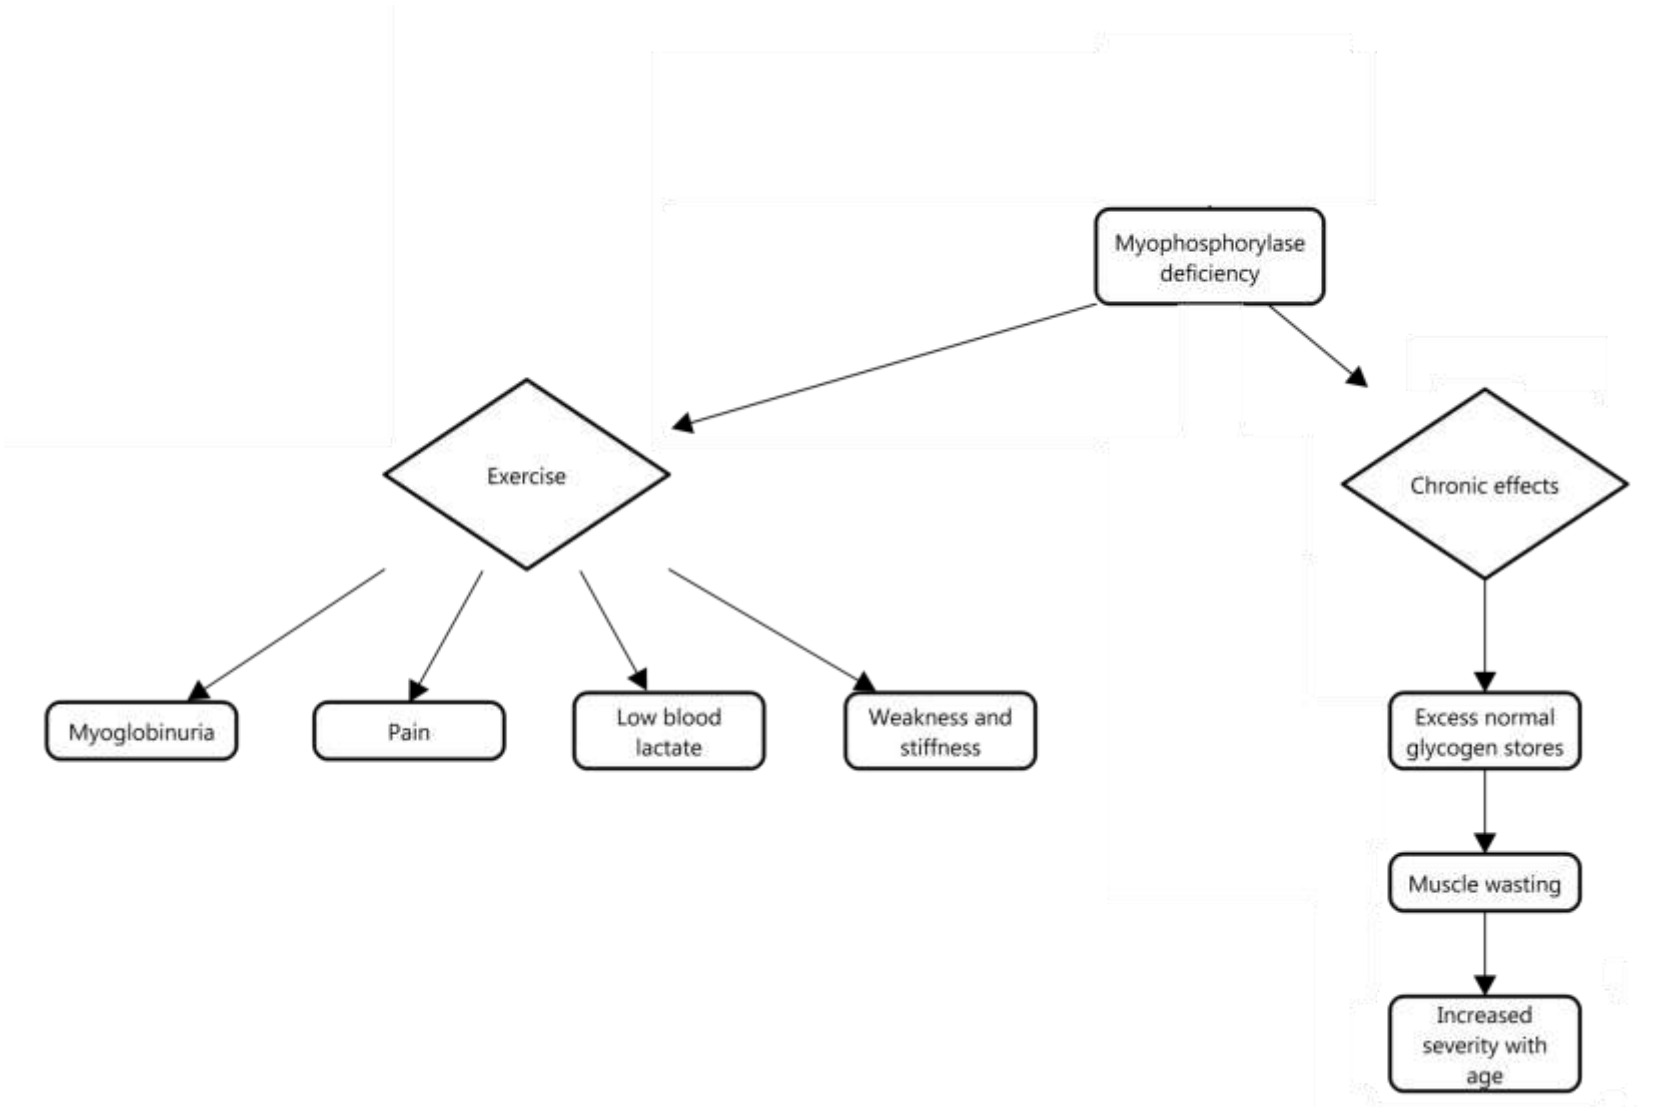 Myophosphorylase
deficiency
Exercise
Chronic effects
Myoglobinuria
Pain
Low blood
lactate
Weakness and
stiffness
Excess normal
glycogen stores
Muscle wasting
Increased
severity with
age